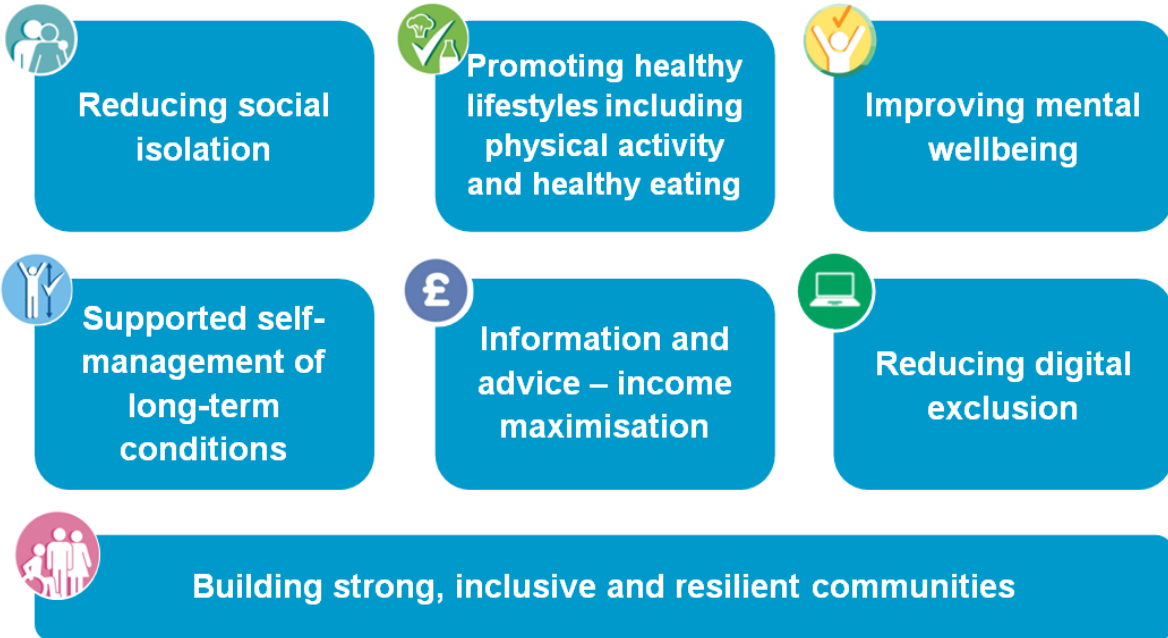 Reducing social
isolation
Promoting healthy
lifestyles including
physical activity
and healthy eating
Improving mental
wellbeing
Supported self-
management of
long-term
conditions
£
Information and
advice – income
maximisation
Reducing digital
exclusion
Building strong, inclusive and resilient communities